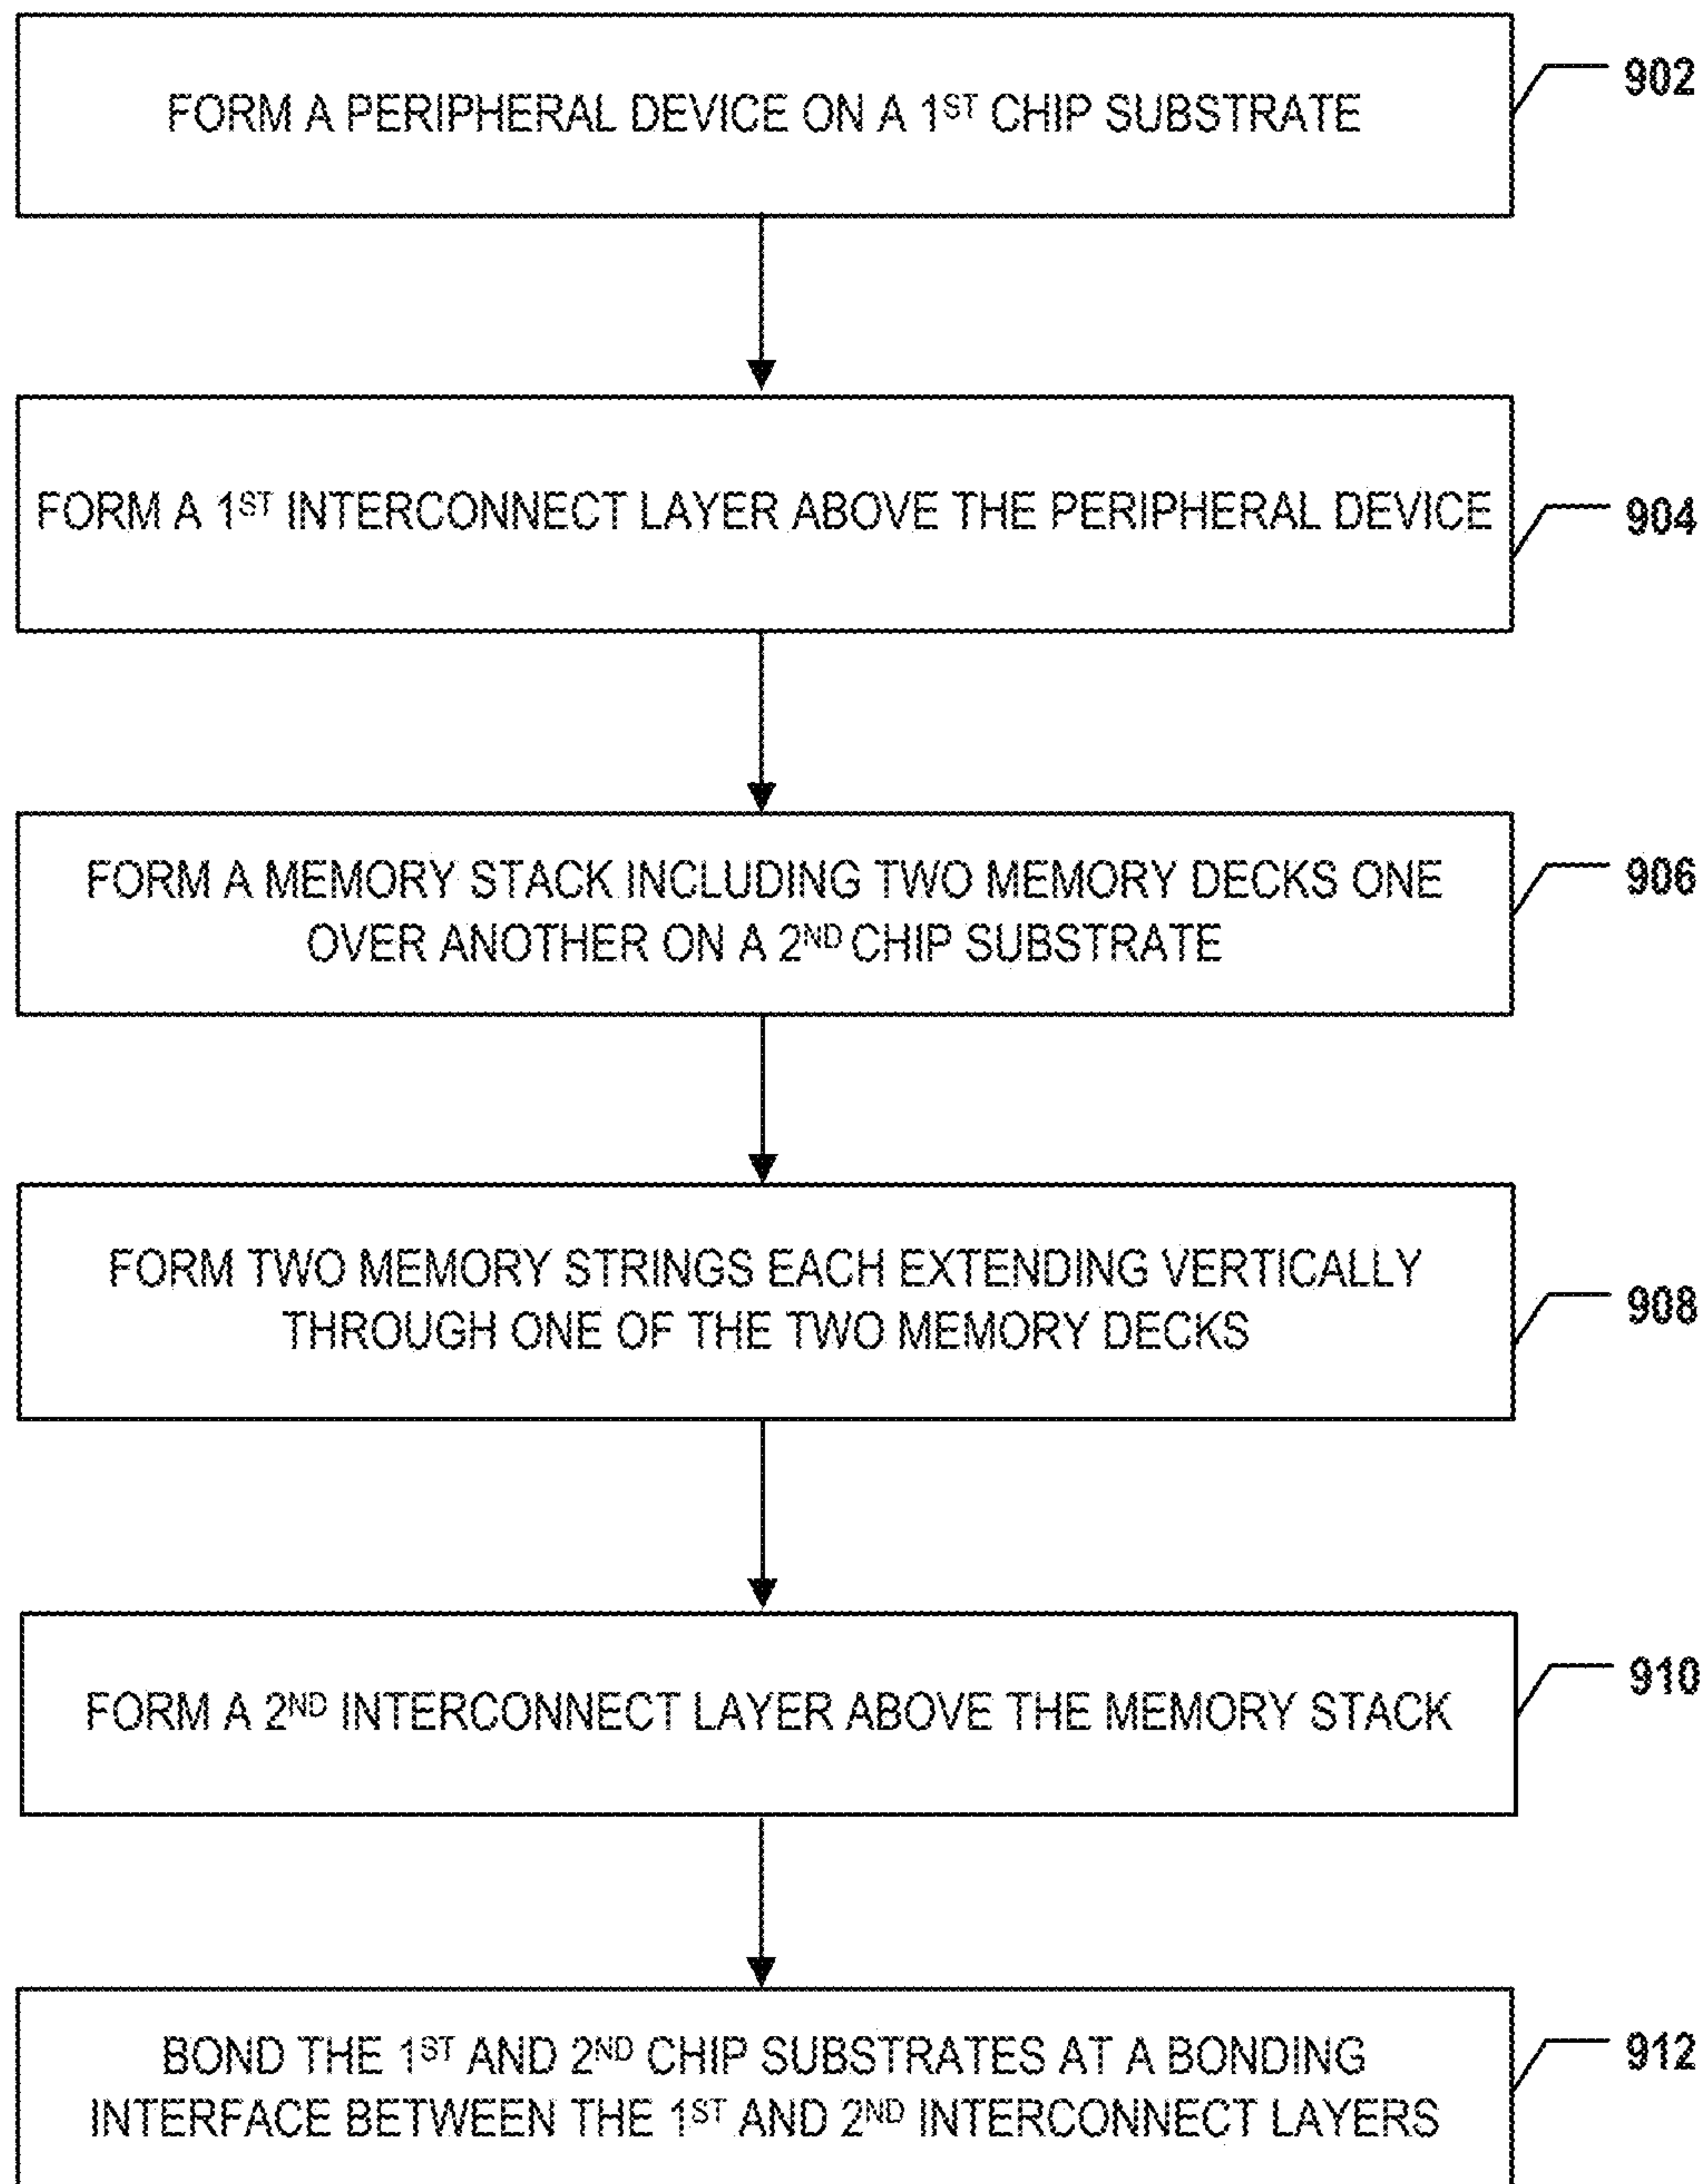 FORM A PERIPHERAL DEVICE ON A 1ST CHIP SUBSTRATE
902
FORM A 1ST INTERCONNECT LAYER ABOVE THE PERIPHERAL DEVICE
904
FORM A MEMORY STACK INCLUDING TWO MEMORY DECKS ONE
OVER ANOTHER ON A 2ND CHIP SUBSTRATE
906
FORM TWO MEMORY STRINGS EACH EXTENDING VERTICALLY
THROUGH ONE OF THE TWO MEMORY DECKS
908
FORM A 2ND INTERCONNECT LAYER ABOVE THE MEMORY STACK
910
BOND THE 1ST AND 2ND CHIP SUBSTRATES AT A BONDING
INTERFACE BETWEEN THE 1ST AND 2ND INTERCONNECT LAYERS
912